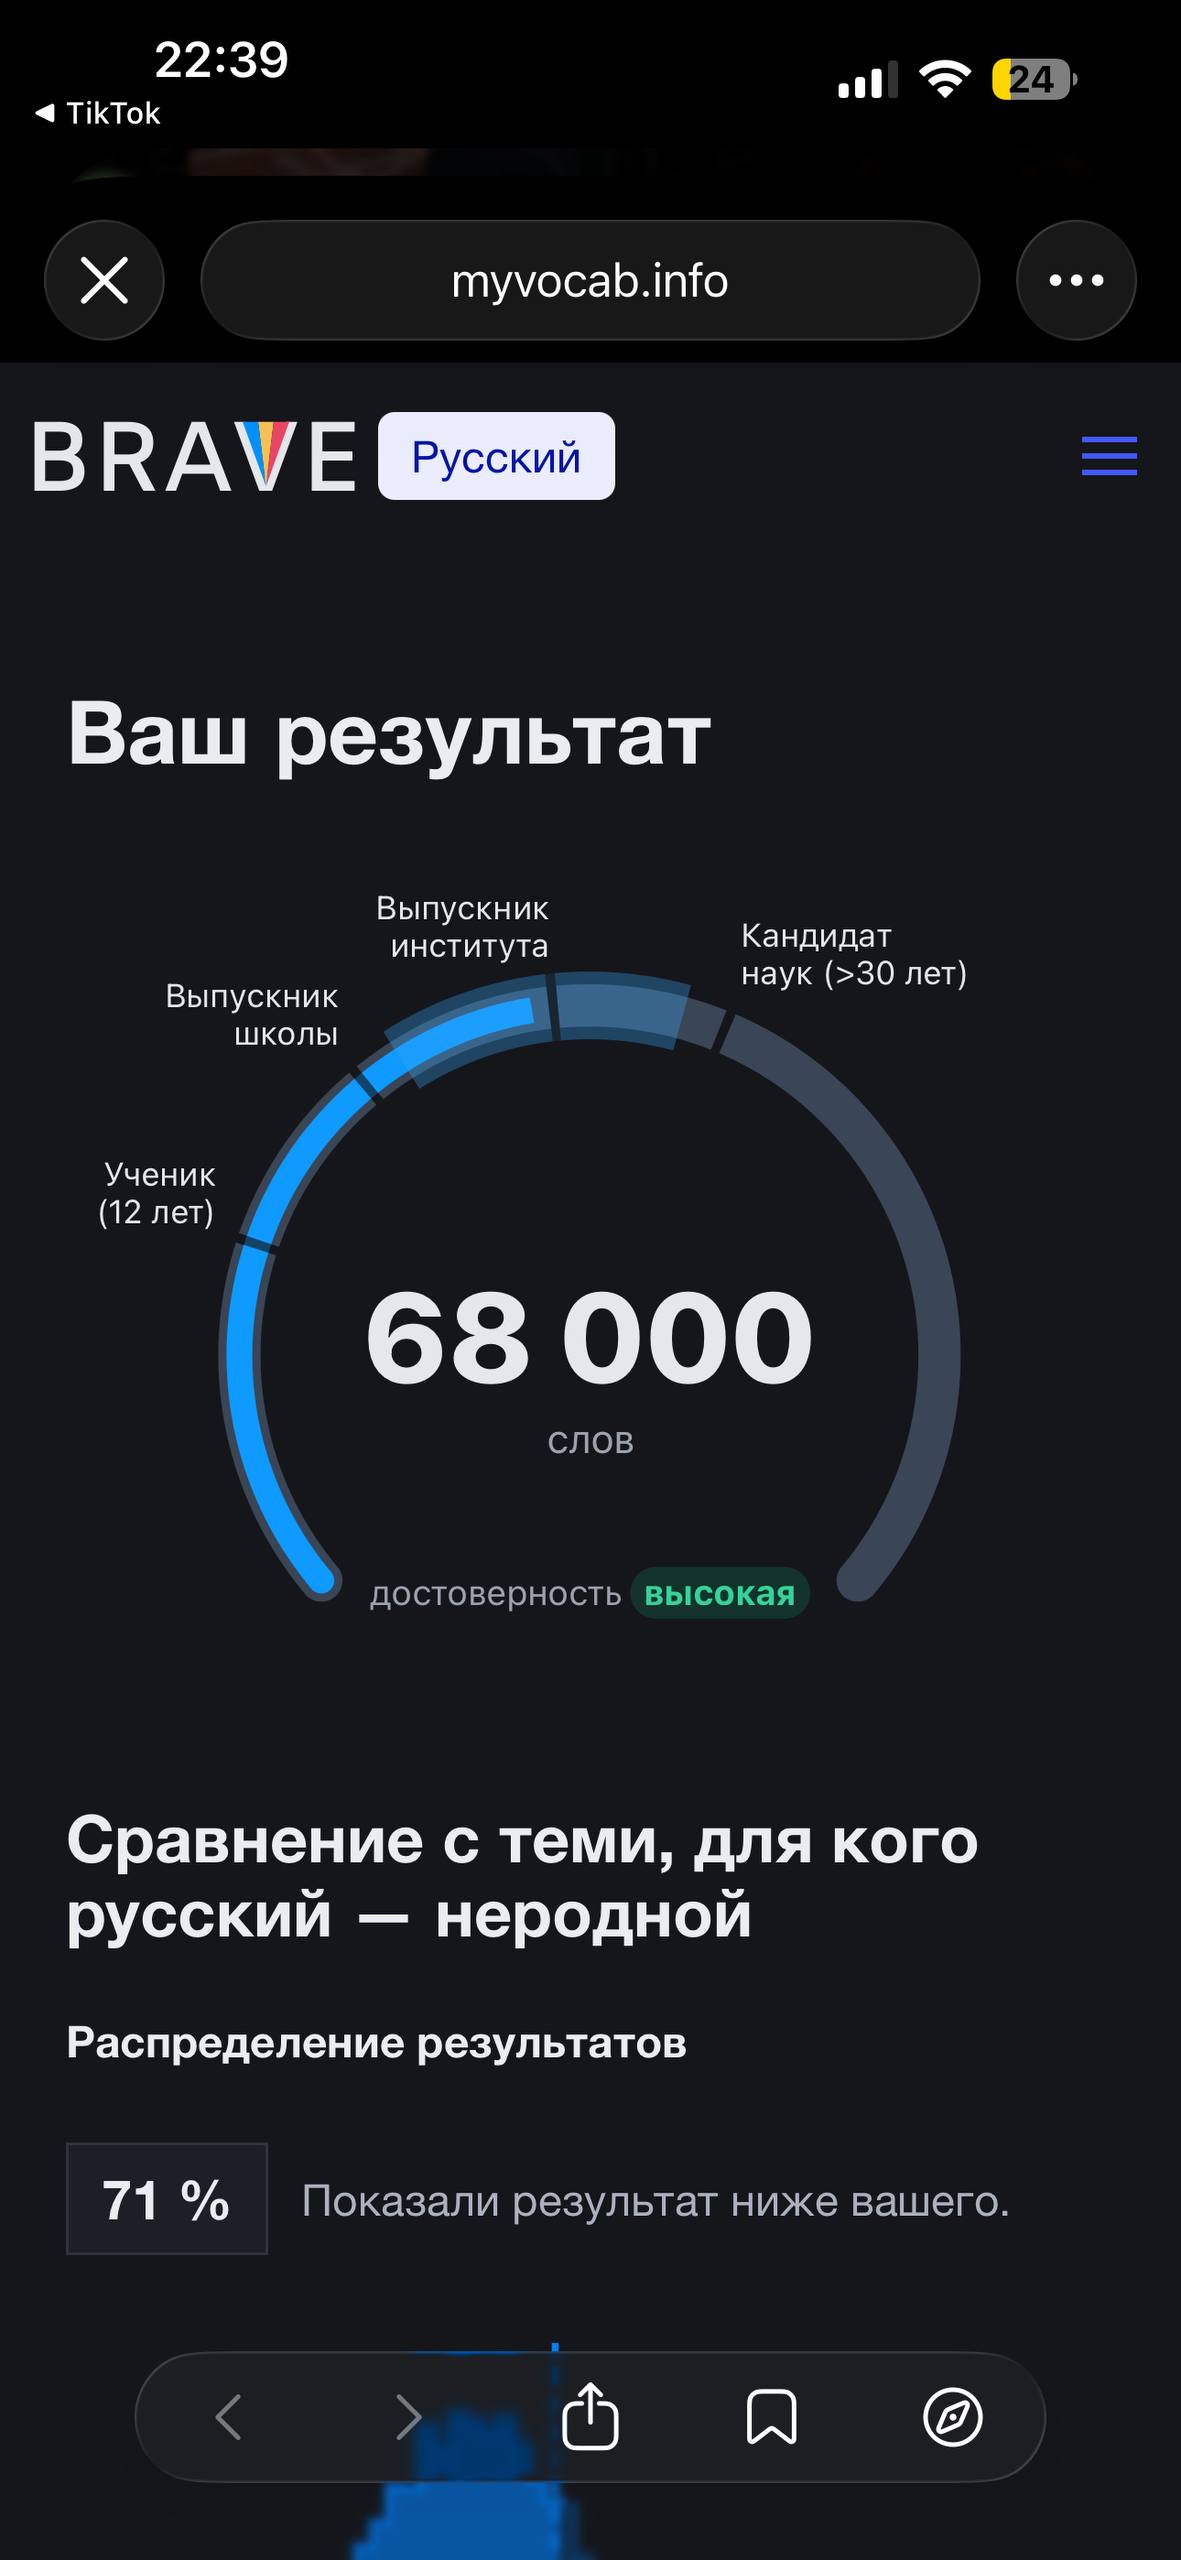 22:39
24
TikTok
myvocab.info
BRAVE
Русский
Ваш результат
Выпускник
института
Кандидат
наук (>30 лет)
Выпускник
школы
Ученик
(12 лет)
68 000
слов
достоверность высокая
Сравнение с теми, для кого
русский — неродной
Распределение результатов
71 %
Показали результат ниже вашего.